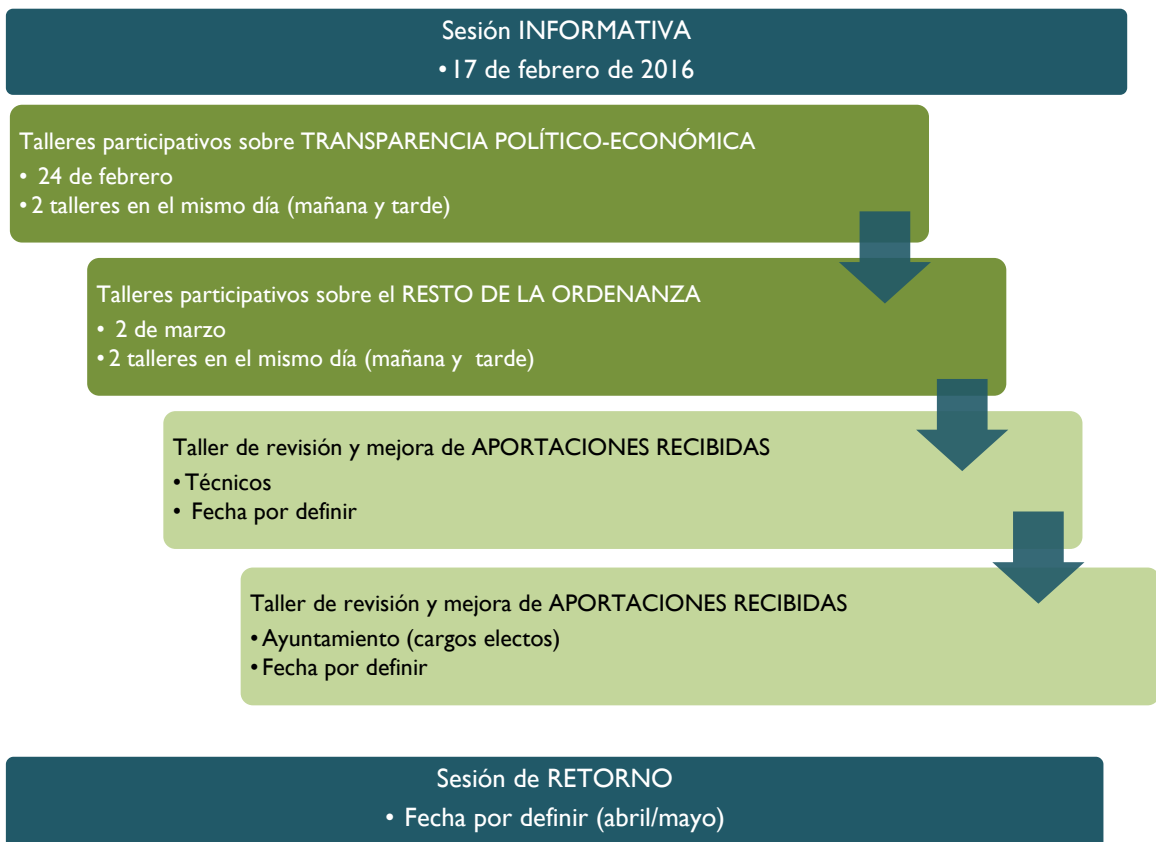 Sesión INFORMATIVA
• 17 de febrero de 2016
Talleres participativos sobre TRANSPARENCIA POLÍTICO-ECONÓMICA
• 24 de febrero
• 2 talleres en el mismo día (mañana y tarde)
Talleres participativos sobre el RESTO DE LA ORDENANZA
• 2 de marzo
• 2 talleres en el mismo día (mañana y tarde)
Taller de revisión y mejora de APORTACIONES RECIBIDAS
• Técnicos
• Fecha por definir
Taller de revisión y mejora de APORTACIONES RECIBIDAS
• Ayuntamiento (cargos electos)
• Fecha por definir
Sesión de RETORNO
• Fecha por definir (abril/mayo)